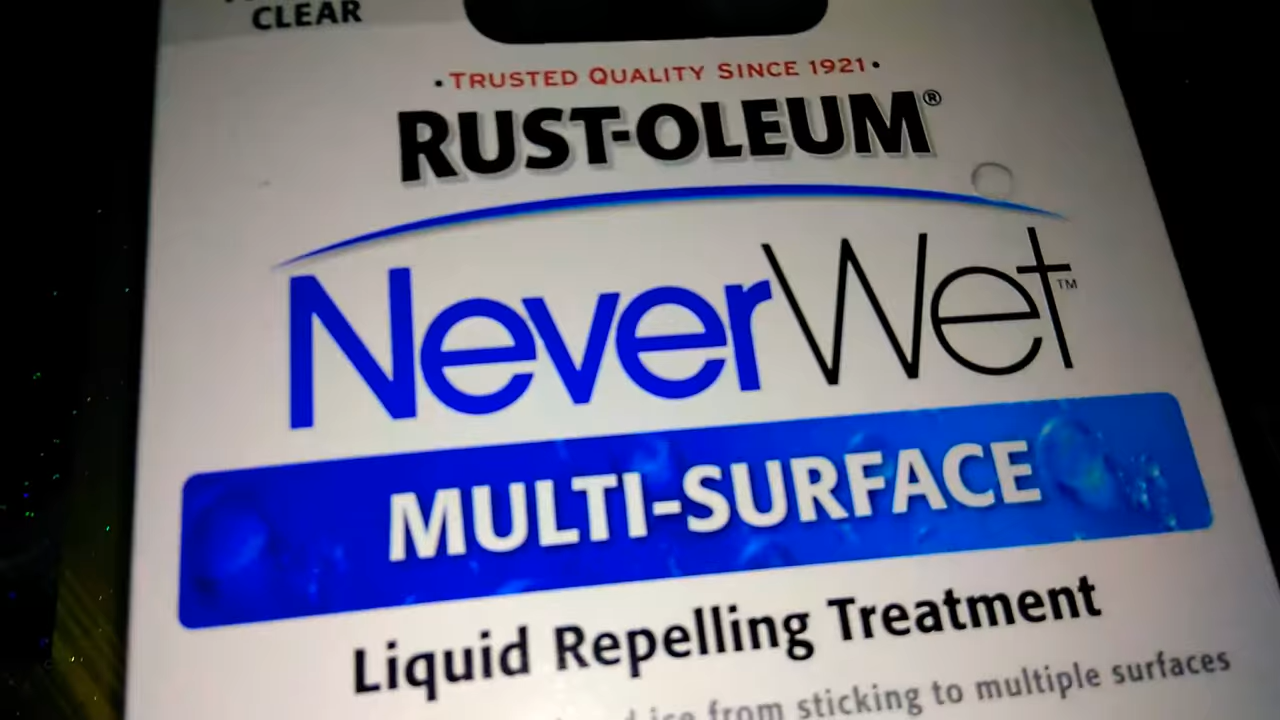 CLEAR
• TRUSTED QUALITY SINCE 1921 •
RUST-OLEUM®
NeverWet™
MULTI-SURFACE
Liquid Repelling Treatment
ice from sticking to multiple surfaces